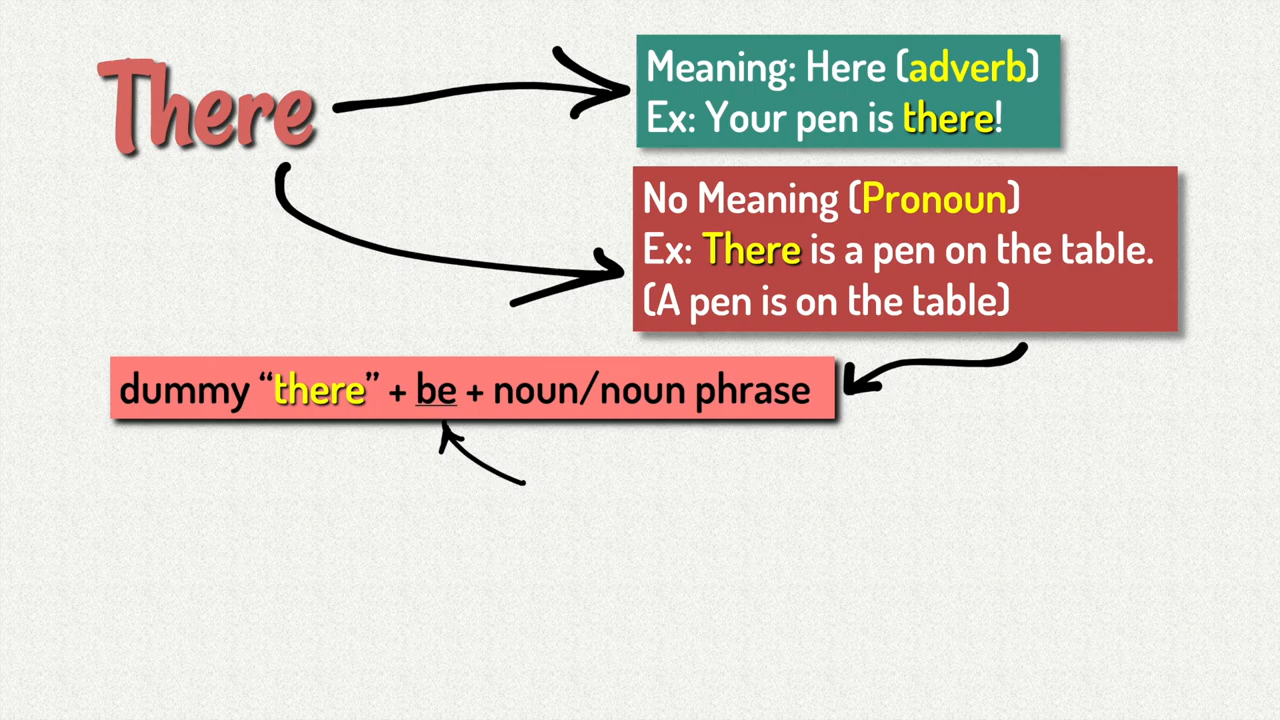 There
Meaning: Here (adverb)
Ex: Your pen is there!
No Meaning (Pronoun)
Ex: There is a pen on the table.
(A pen is on the table)
dummy “there” + be + noun/noun phrase